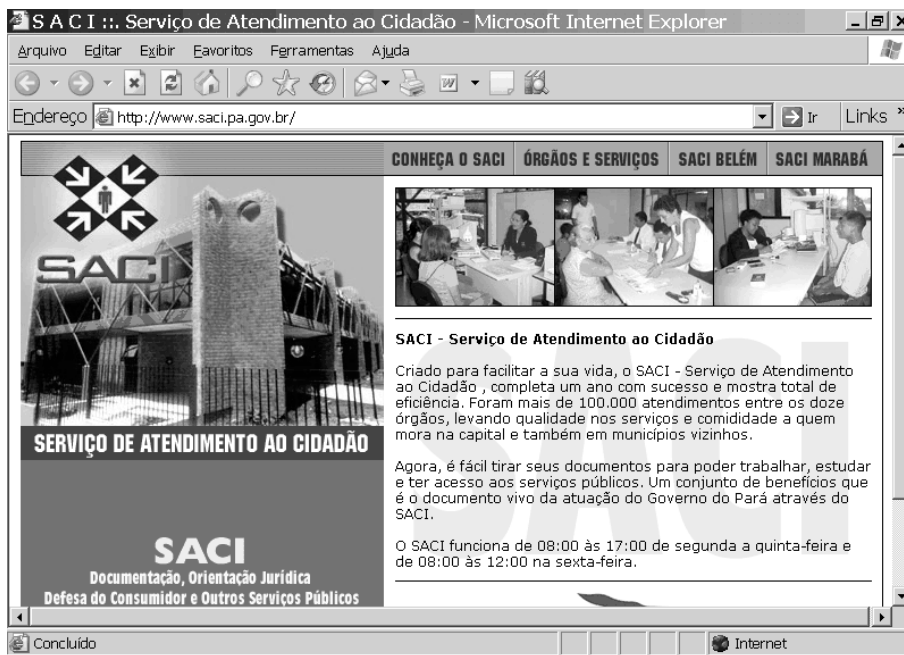 S A C I ::. Serviço de Atendimento ao Cidadão - Microsoft Internet Explorer
Arquivo Editar Exibir Favoritos Ferramentas Ajuda
Endereço http://www.saci.pa.gov.br/ Ir Links »
CONHEÇA O SACI ÓRGÃOS E SERVIÇOS SACI BELÉM SACI MARABÁ
SACI
SERVIÇO DE ATENDIMENTO AO CIDADÃO
SACI
Documentação, Orientação Jurídica
Defesa do Consumidor e Outros Serviços Públicos
SACI
SACI - Serviço de Atendimento ao Cidadão
Criado para facilitar a sua vida, o SACI - Serviço de Atendimento
ao Cidadão , completa um ano com sucesso e mostra total de
eficiência. Foram mais de 100.000 atendimentos entre os doze
órgãos, levando qualidade nos serviços e comididade a quem
mora na capital e também em municípios vizinhos.
Agora, é fácil tirar seus documentos para poder trabalhar, estudar
e ter acesso aos serviços públicos. Um conjunto de benefícios que
é o documento vivo da atuação do Governo do Pará através do
SACI.
O SACI funciona de 08:00 às 17:00 de segunda a quinta-feira e
de 08:00 às 12:00 na sexta-feira.
Concluído Internet